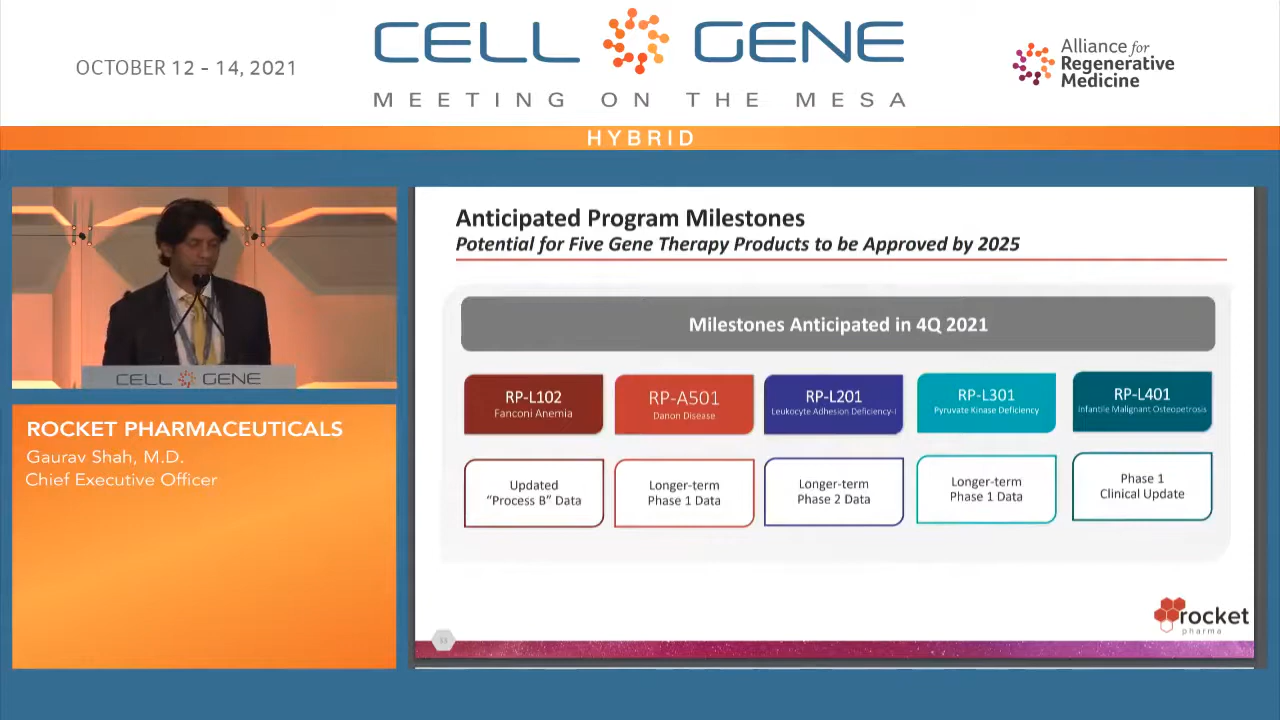 OCTOBER 12 - 14, 2021
CELL GENE
MEETING ON THE MESA
Alliance for
Regenerative
Medicine
HYBRID
CELL GENE
ROCKET PHARMACEUTICALS
Gaurav Shah, M.D.
Chief Executive Officer
Anticipated Program Milestones
Potential for Five Gene Therapy Products to be Approved by 2025
Milestones Anticipated in 4Q 2021
RP-L102
Fanconi Anemia
Updated
“Process B” Data
RP-A501
Danon Disease
Longer-term
Phase 1 Data
RP-L201
Leukocyte Adhesion Deficiency-I
Longer-term
Phase 2 Data
RP-L301
Pyruvate Kinase Deficiency
Longer-term
Phase 1 Data
RP-L401
Infantile Malignant Osteopetrosis
Phase 1
Clinical Update
rocket
pharma